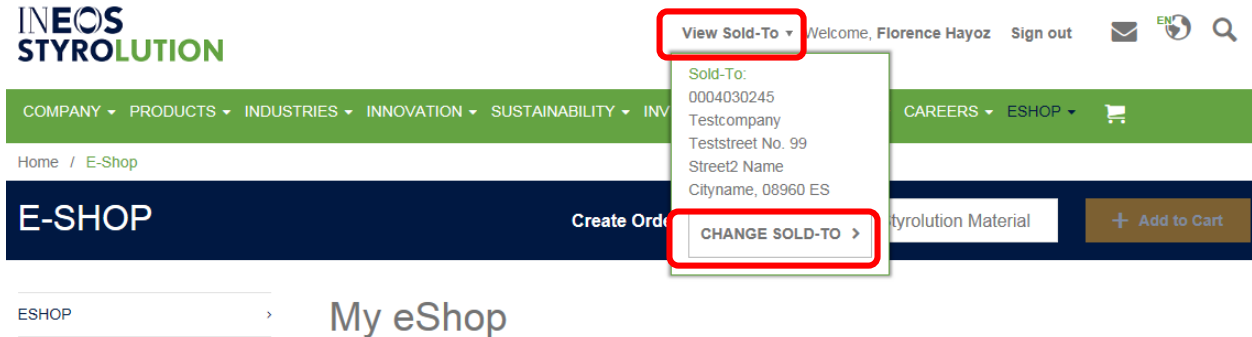 INEOS
STYROLUTION
View Sold-To Welcome, Florence Hayoz Sign out EN
Sold-To:
0004030245
Testcompany
Teststreet No. 99
Street2 Name
Cityname, 08960 ES
CHANGE SOLD-TO
COMPANY PRODUCTS INDUSTRIES INNOVATION SUSTAINABILITY INV CAREERS ESHOP
Home / E-Shop
E-SHOP Create Orde tyrolution Material + Add to Cart
ESHOP
My eShop